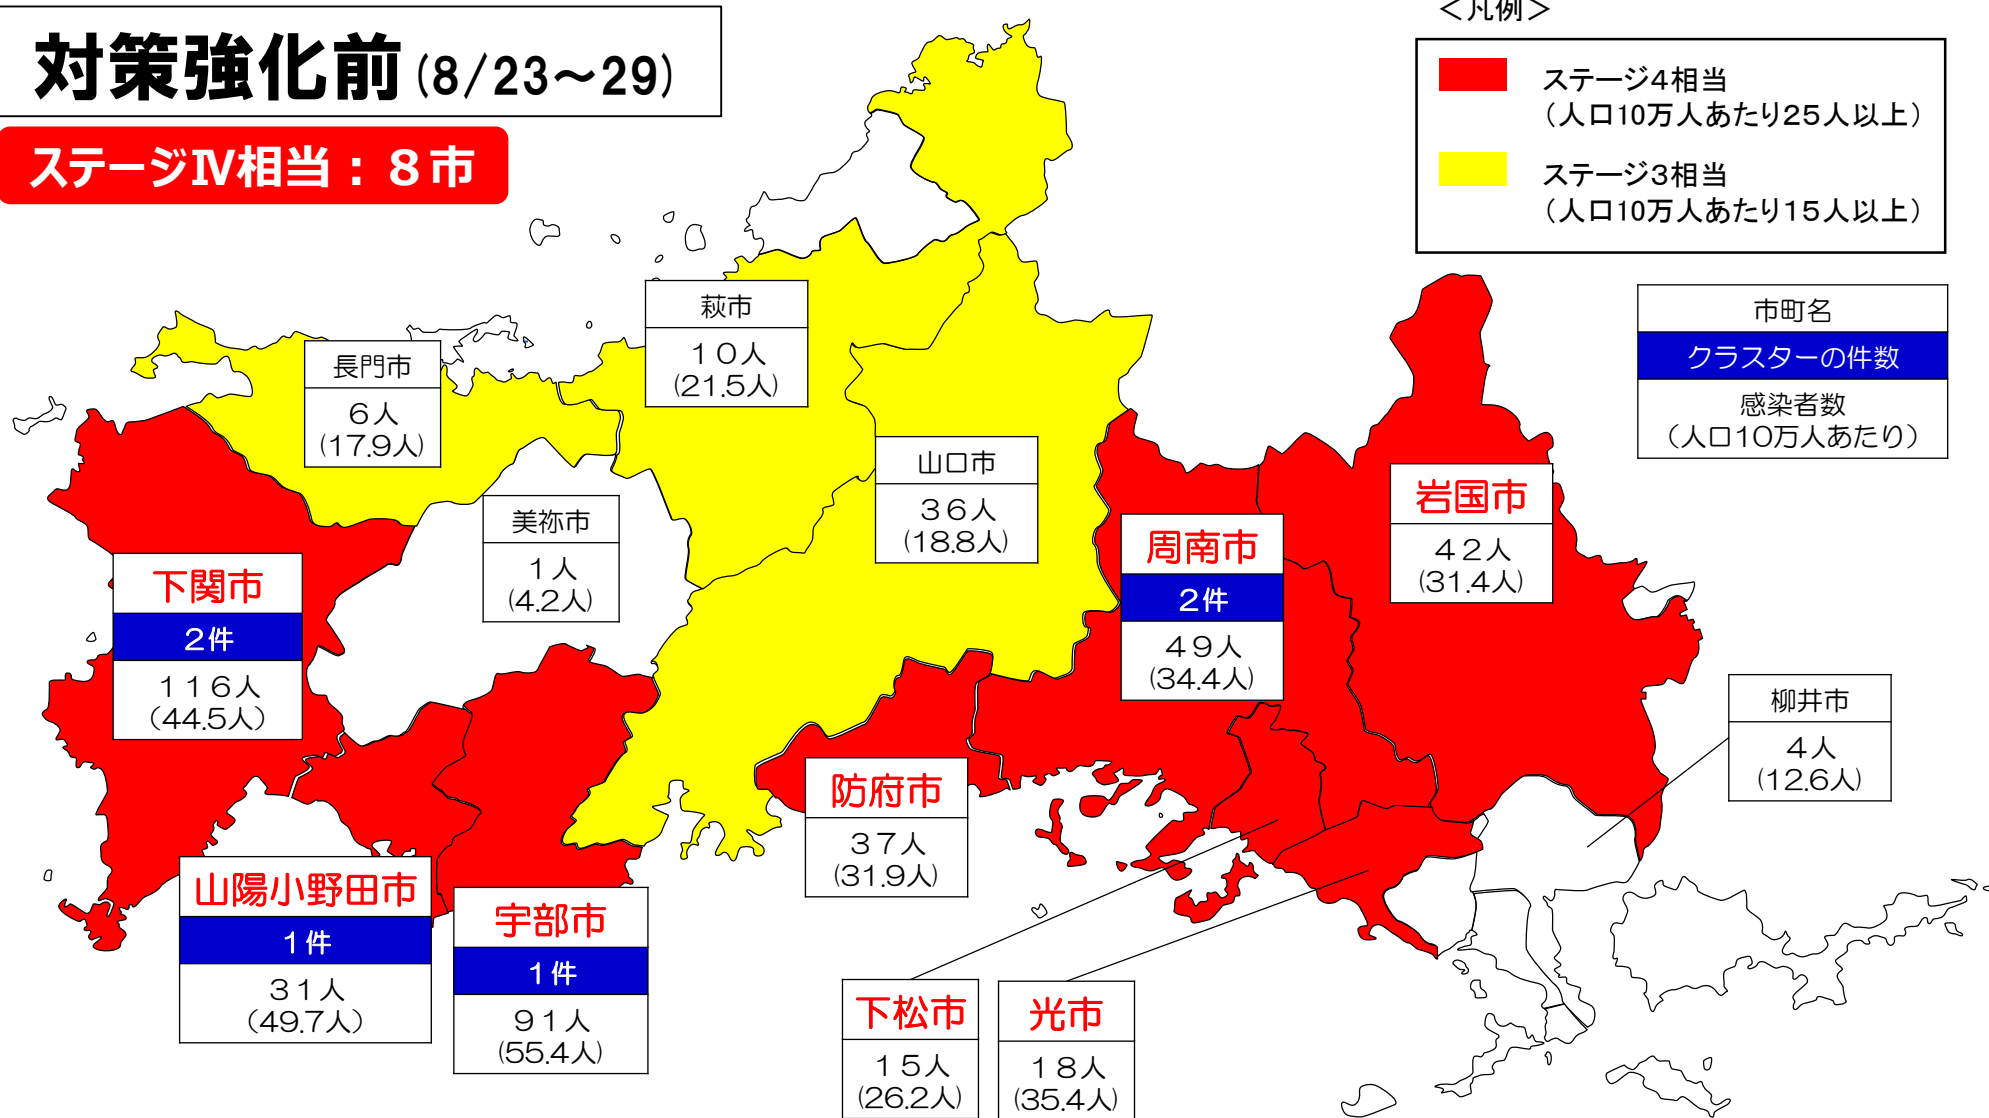 対策強化前(8/23～29)
ステージⅣ相当：８市
＜凡例＞
ステージ4相当
（人口10万人あたり25人以上）
ステージ3相当
（人口10万人あたり15人以上）
市町名
クラスターの件数
感染者数
（人口10万人あたり）
萩市
１０人
(21.5人)
長門市
６人
(17.9人)
山口市
３６人
(18.8人)
美祢市
１人
(4.2人)
岩国市
４２人
(31.4人)
周南市
２件
４９人
(34.4人)
下関市
２件
１１６人
（44.5人）
柳井市
４人
(12.6人)
防府市
３７人
(31.9人)
山陽小野田市
１件
３１人
（49.7人）
宇部市
１件
９１人
(55.4人)
下松市
１５人
(26.2人)
光市
１８人
(35.4人)